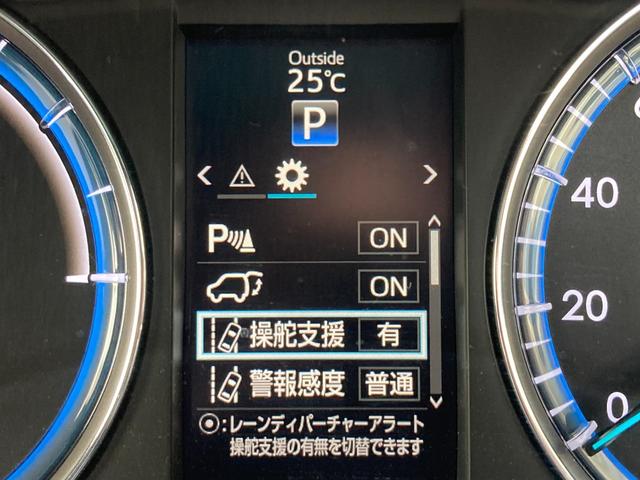 Outside
25℃
P
P ON
ON
操舵支援 有
警報感度 普通
:レーンディパーチャーアラート
操舵支援の有無を切替できます
40
20
0